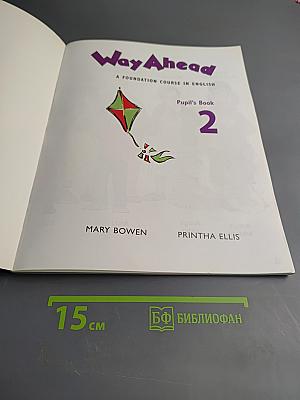 Way Ahead
A FOUNDATION COURSE IN ENGLISH
Pupil's Book
2
MARY BOWEN PRINTHA ELLIS
15 см БФ БИБЛИОФАН